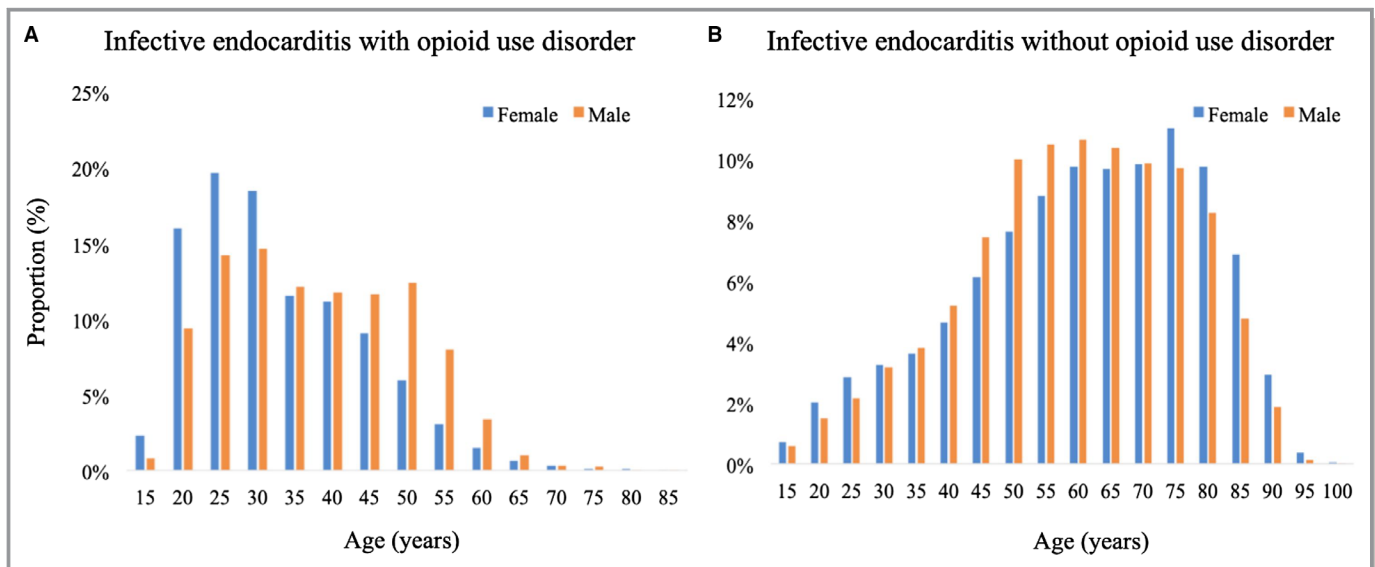 A
Infective endocarditis with opioid use disorder
Female
Male
25%
20%
15%
10%
5%
0%
Proportion (%)
15 20 25 30 35 40 45 50 55 60 65 70 75 80 85
Age (years)
B
Infective endocarditis without opioid use disorder
Female
Male
12%
10%
8%
6%
4%
2%
0%
15 20 25 30 35 40 45 50 55 60 65 70 75 80 85 90 95 100
Age (years)